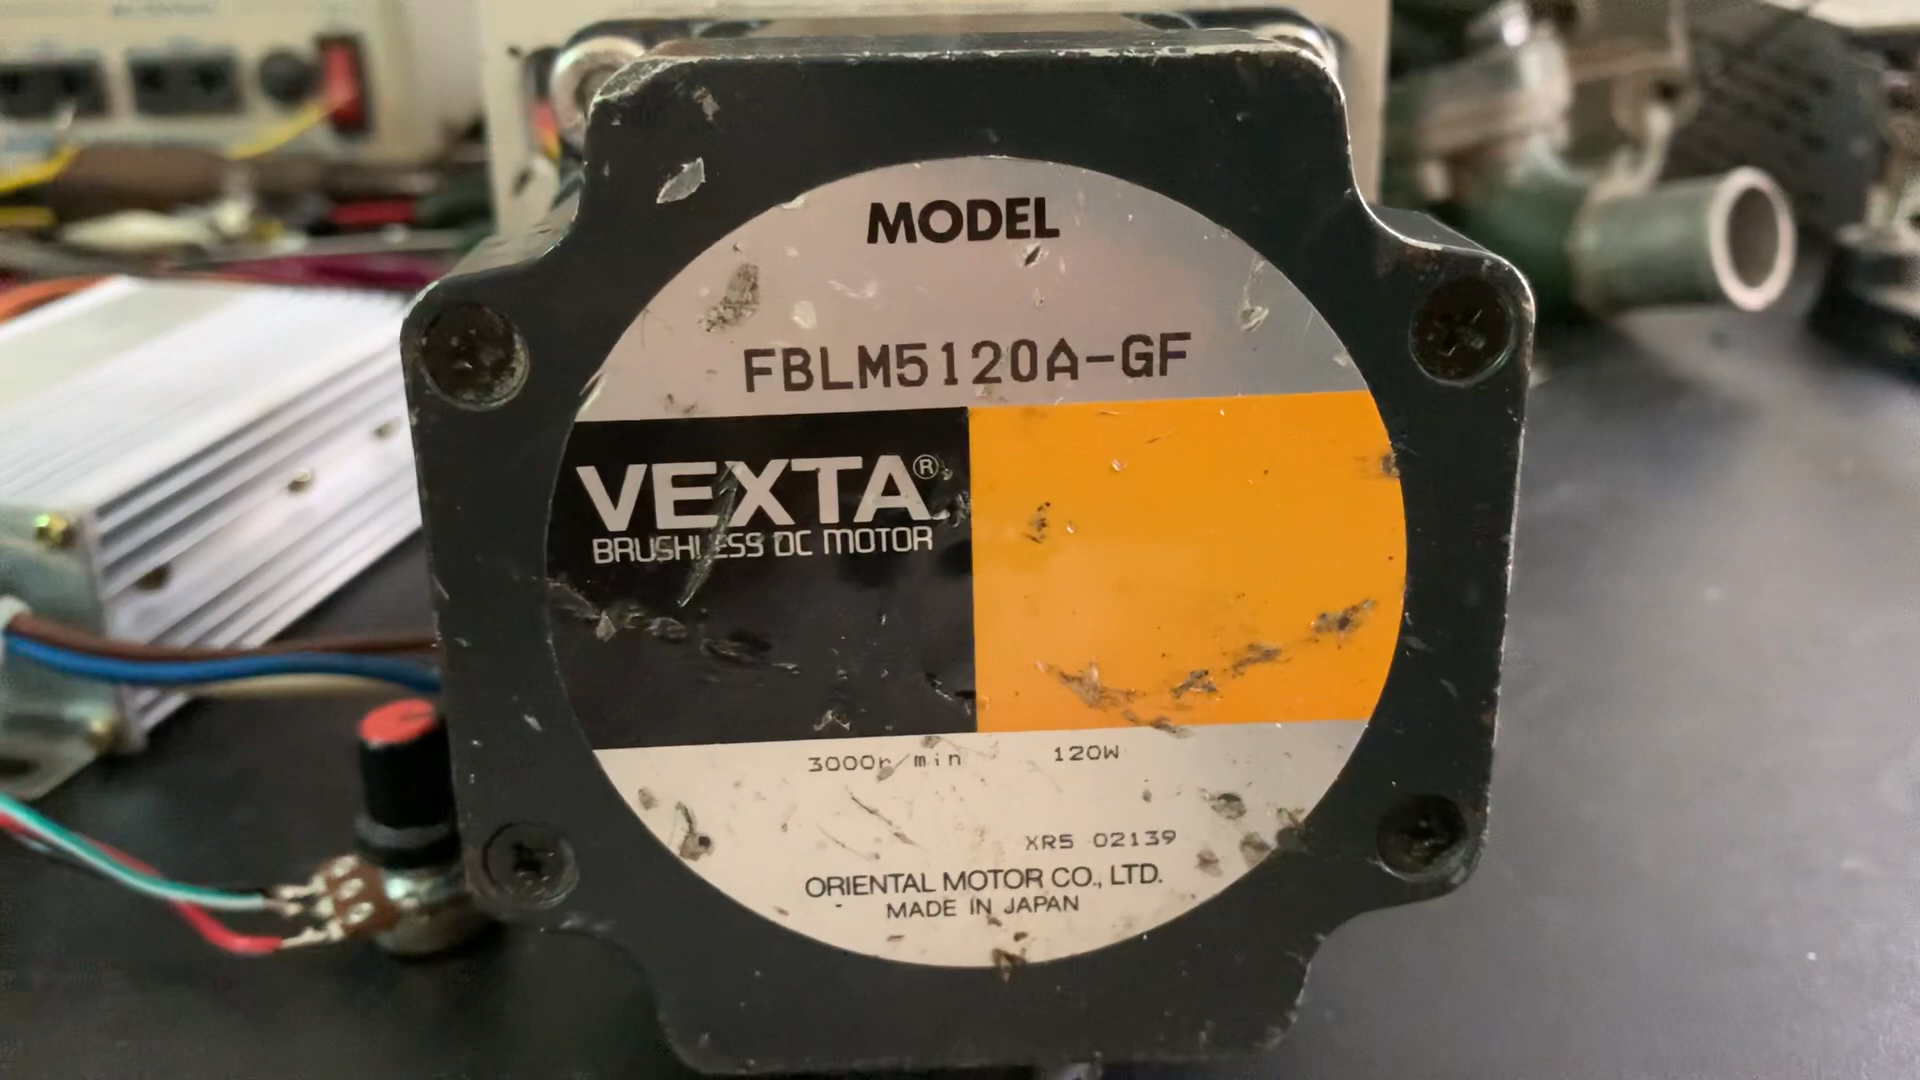 MODEL
FBLM5120A-GF
VEXTA®
BRUSHLESS DC MOTOR
3000r/min 120W
XR5 02139
ORIENTAL MOTOR CO., LTD.
MADE IN JAPAN